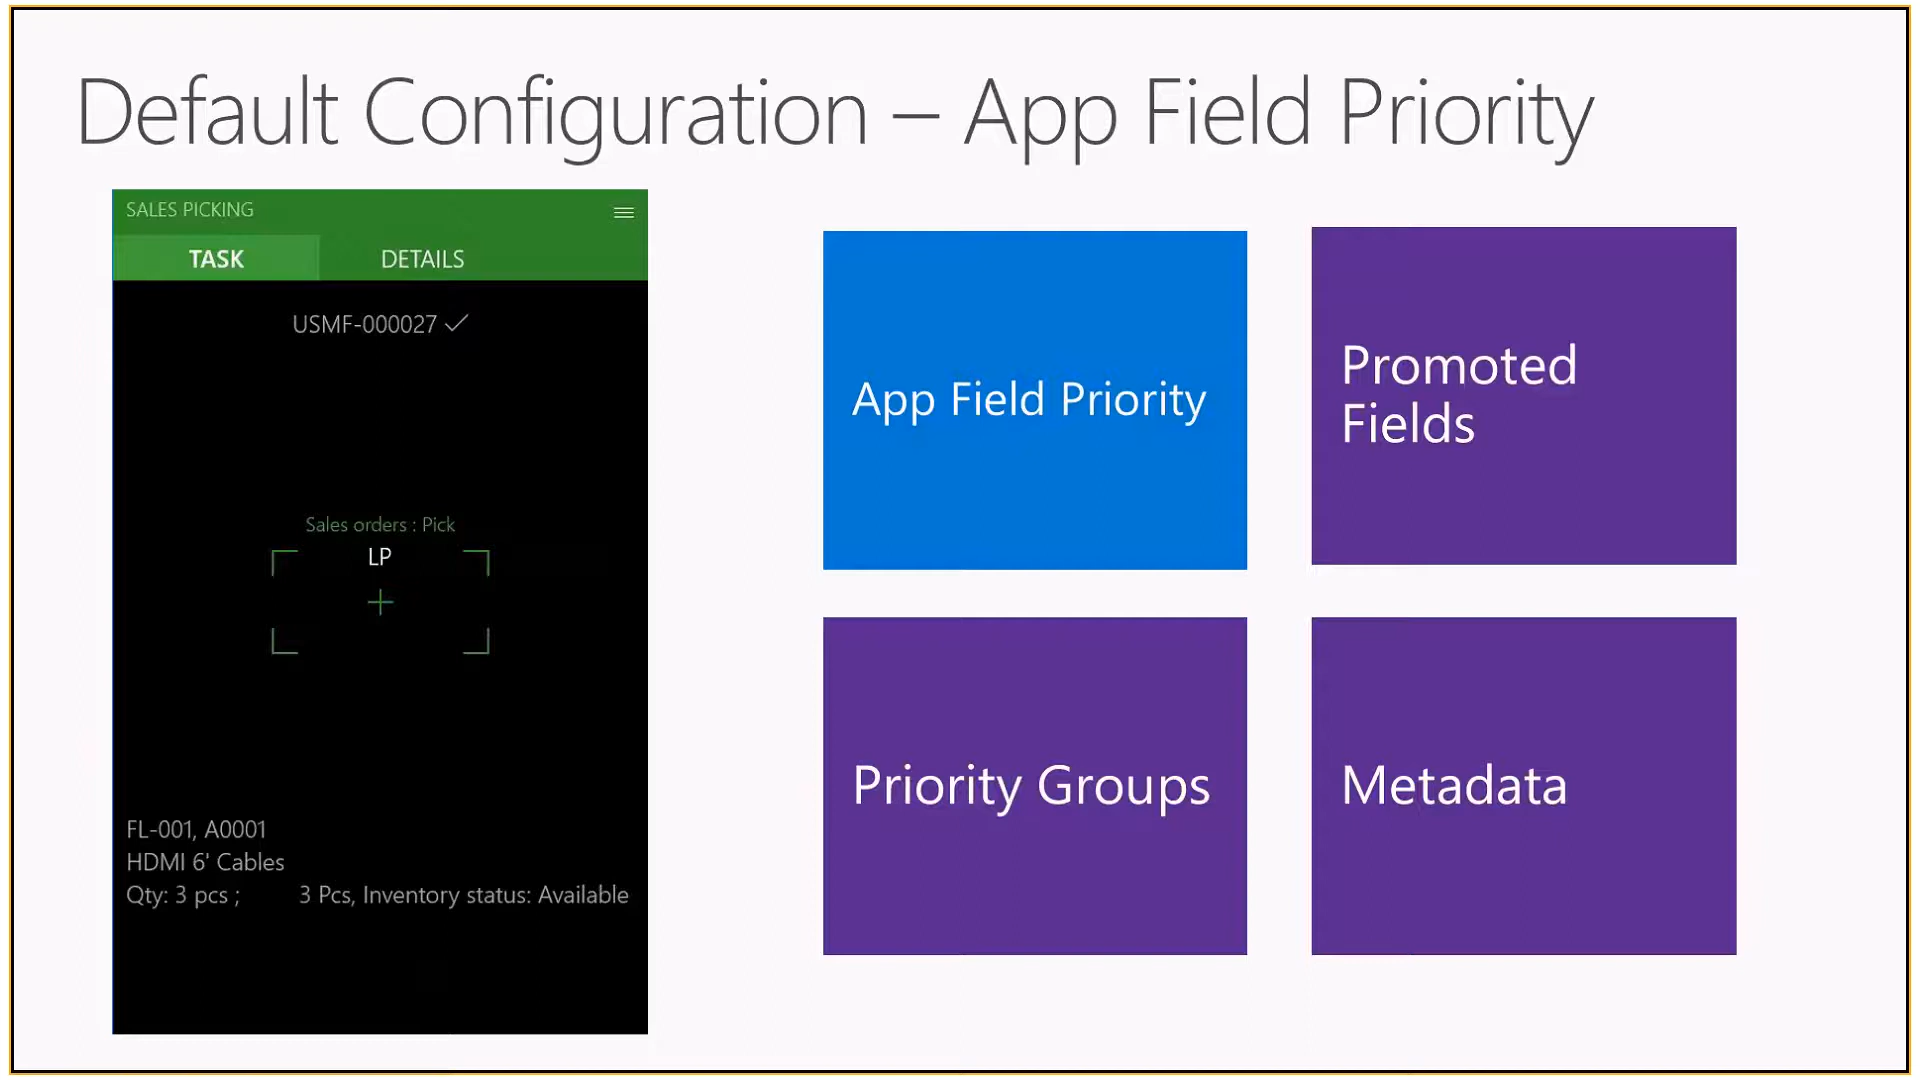 Default Configuration – App Field Priority
SALES PICKING
TASK DETAILS
USMF-000027
Sales orders : Pick
LP
FL-001, A0001
HDMI 6' Cables
Qty: 3 pcs ; 3 Pcs, Inventory status: Available
App Field Priority
Promoted
Fields
Priority Groups
Metadata